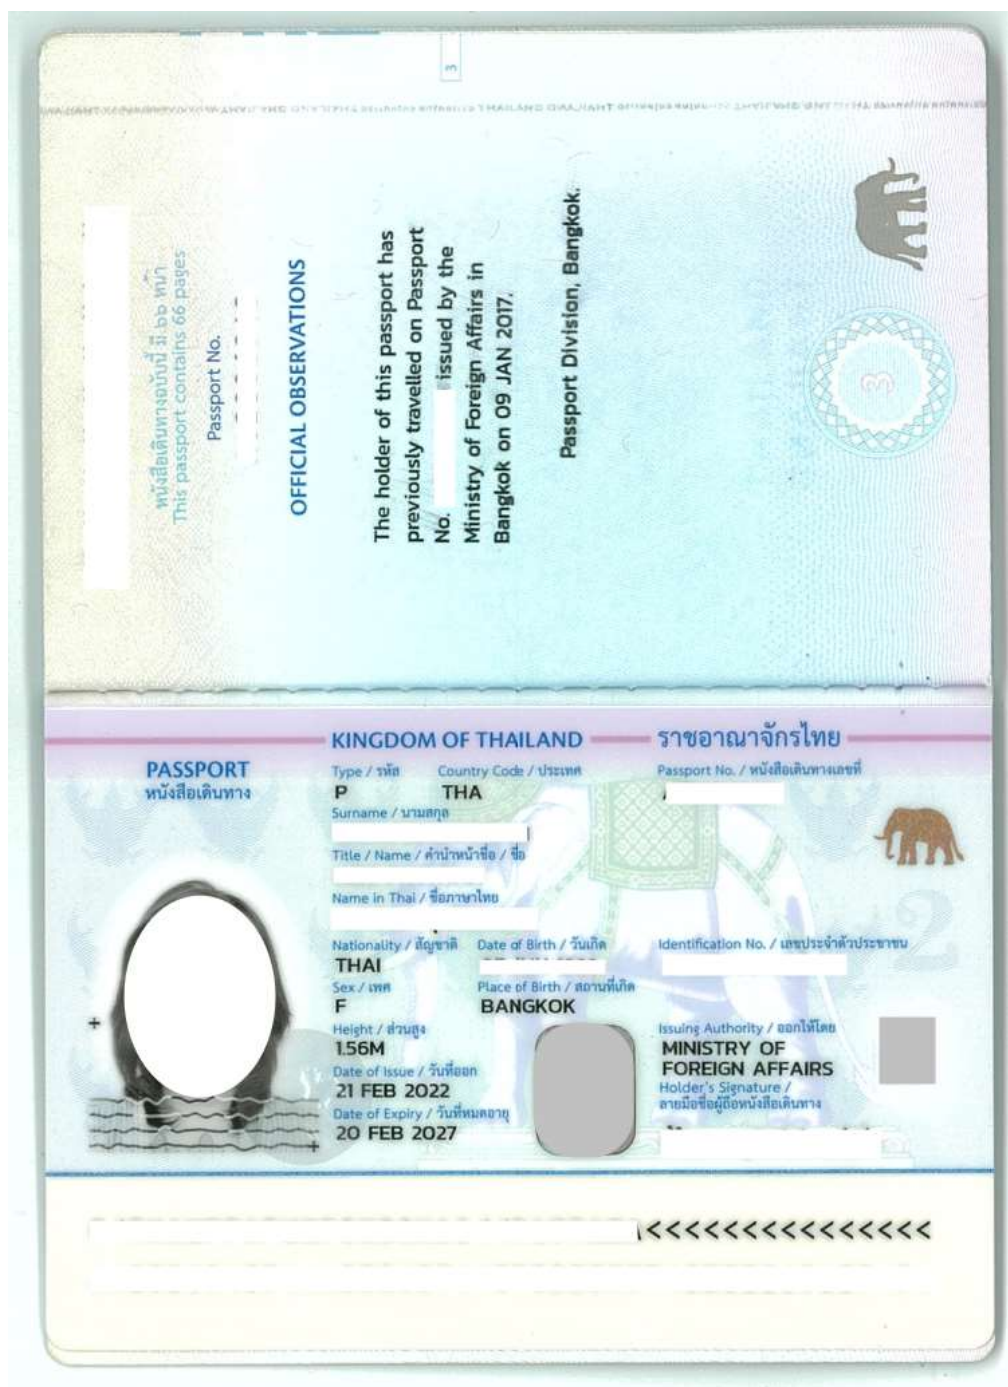 3
หนังสือเดินทางฉบับนี้ มี ๖๖ หน้า
This passport contains 66 pages
Passport No.
OFFICIAL OBSERVATIONS
The holder of this passport has
previously travelled on Passport
No. issued by the
Ministry of Foreign Affairs in
Bangkok on 09 JAN 2017.
Passport Division, Bangkok.
3
KINGDOM OF THAILAND ราชอาณาจักรไทย
PASSPORT
หนังสือเดินทาง
Type / รหัส Country Code / ประเทศ Passport No. / หนังสือเดินทางเลขที่
P THA
Surname / นามสกุล
Title / Name / คำนำหน้าชื่อ / ชื่อ
Name in Thai / ชื่อภาษาไทย
2
Nationality / สัญชาติ Date of Birth / วันเกิด Identification No. / เลขประจำตัวประชาชน
THAI
Sex / เพศ Place of Birth / สถานที่เกิด
F BANGKOK
Height / ส่วนสูง Issuing Authority / ออกให้โดย
1.56M MINISTRY OF
FOREIGN AFFAIRS
Date of Issue / วันที่ออก Holder's Signature /
21 FEB 2022 ลายมือชื่อผู้ถือหนังสือเดินทาง
Date of Expiry / วันที่หมดอายุ
20 FEB 2027
<<<<<<<<<<<<<<<